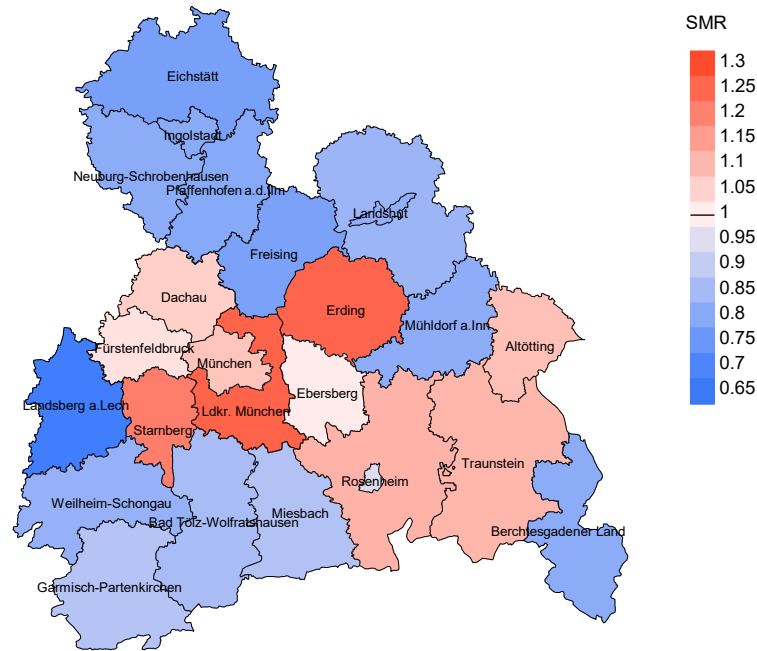 SMR
1.3
1.25
1.2
1.15
1.1
1.05
1
0.95
0.9
0.85
0.8
0.75
0.7
0.65
Eichstätt
Ingolstadt
Neuburg-Schrobenhausen
Pfaffenhofen a.d.Ilm
Landshut
Freising
Dachau
Erding
Mühldorf a.Inn
Fürstenfeldbruck
Altötting
München
Ebersberg
Landsberg a.Lech
Ldkr. München
Starnberg
Traunstein
Rosenheim
Weilheim-Schongau
Miesbach
Bad Tölz-Wolfratshausen
Berchtesgadener Land
Garmisch-Partenkirchen